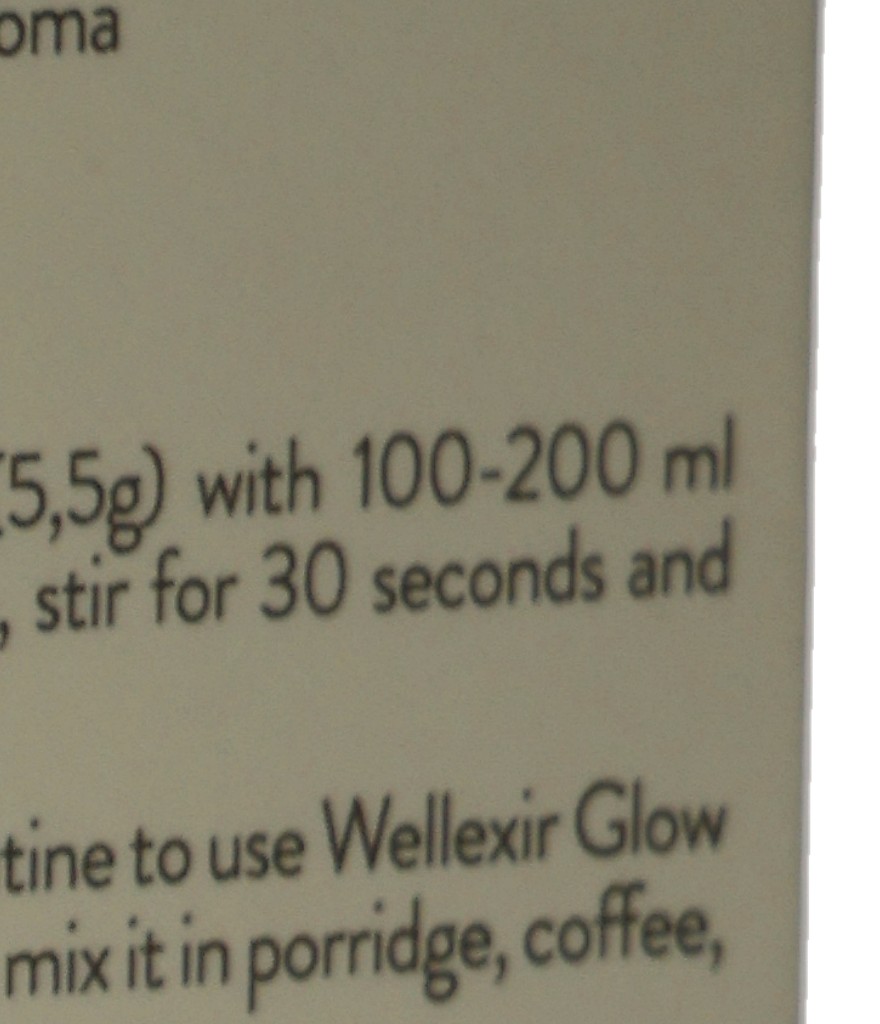 oma
(5,5g) with 100-200 ml
, stir for 30 seconds and
tine to use Wellexir Glow
mix it in porridge, coffee,